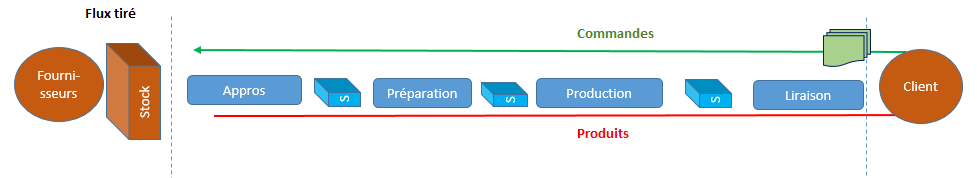 Flux tiré
Commandes
Fourni-
sseurs
Stock
Appros
S
Préparation
S
Production
S
Liraison
Client
Produits